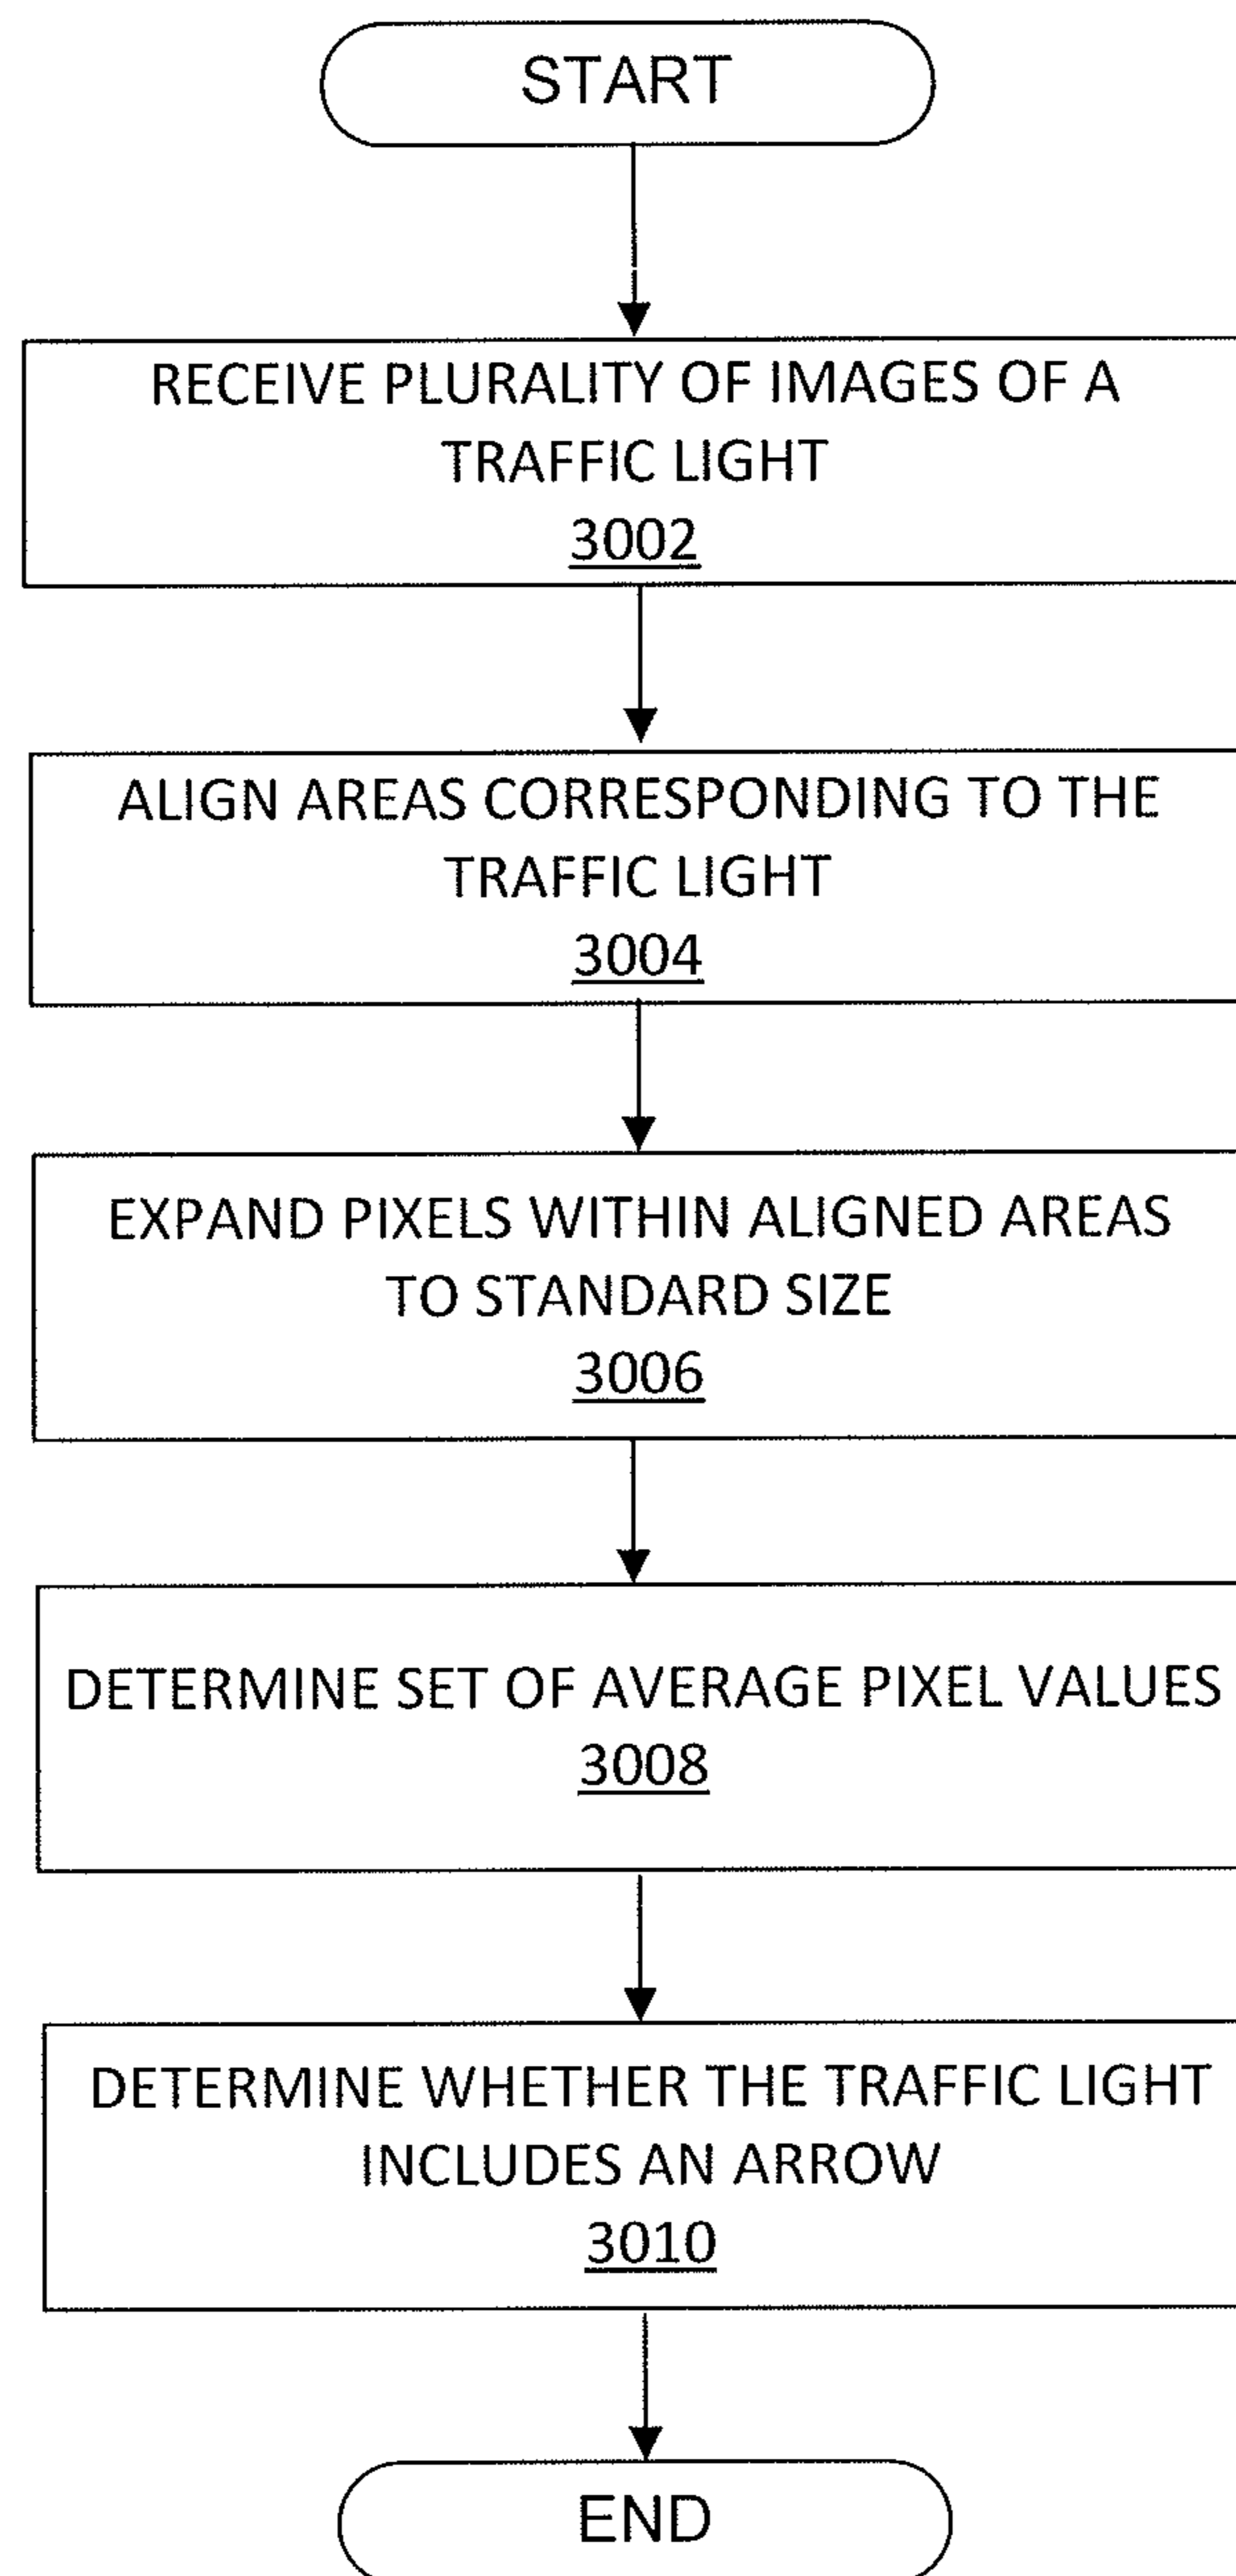 START
RECEIVE PLURALITY OF IMAGES OF A
TRAFFIC LIGHT
3002
ALIGN AREAS CORRESPONDING TO THE
TRAFFIC LIGHT
3004
EXPAND PIXELS WITHIN ALIGNED AREAS
TO STANDARD SIZE
3006
DETERMINE SET OF AVERAGE PIXEL VALUES
3008
DETERMINE WHETHER THE TRAFFIC LIGHT
INCLUDES AN ARROW
3010
END